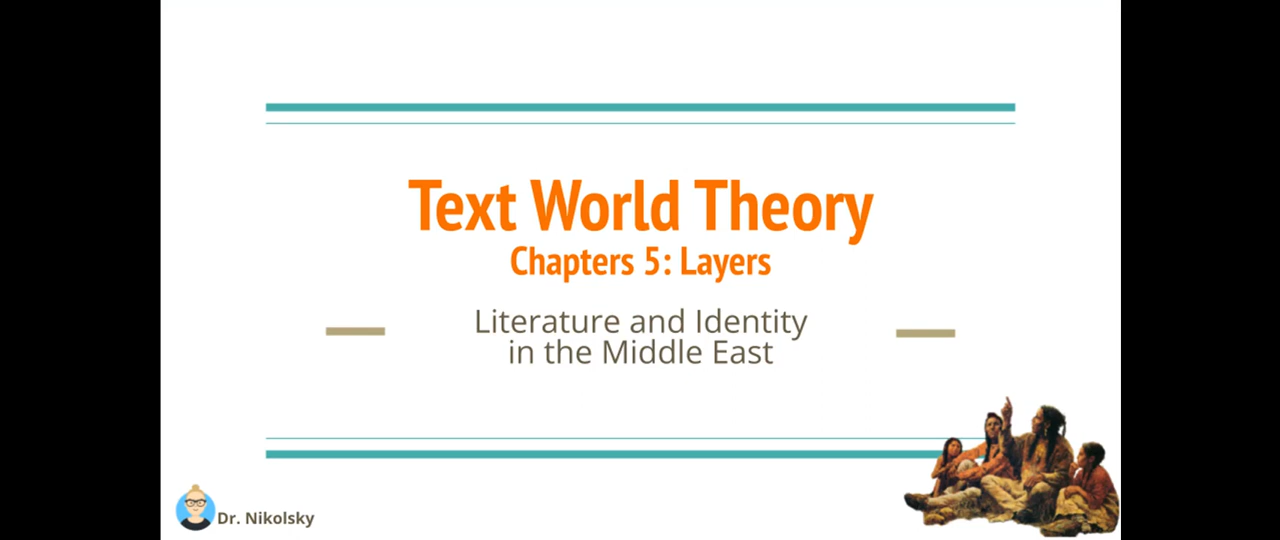 Text World Theory
Chapters 5: Layers
Literature and Identity
in the Middle East
Dr. Nikolsky